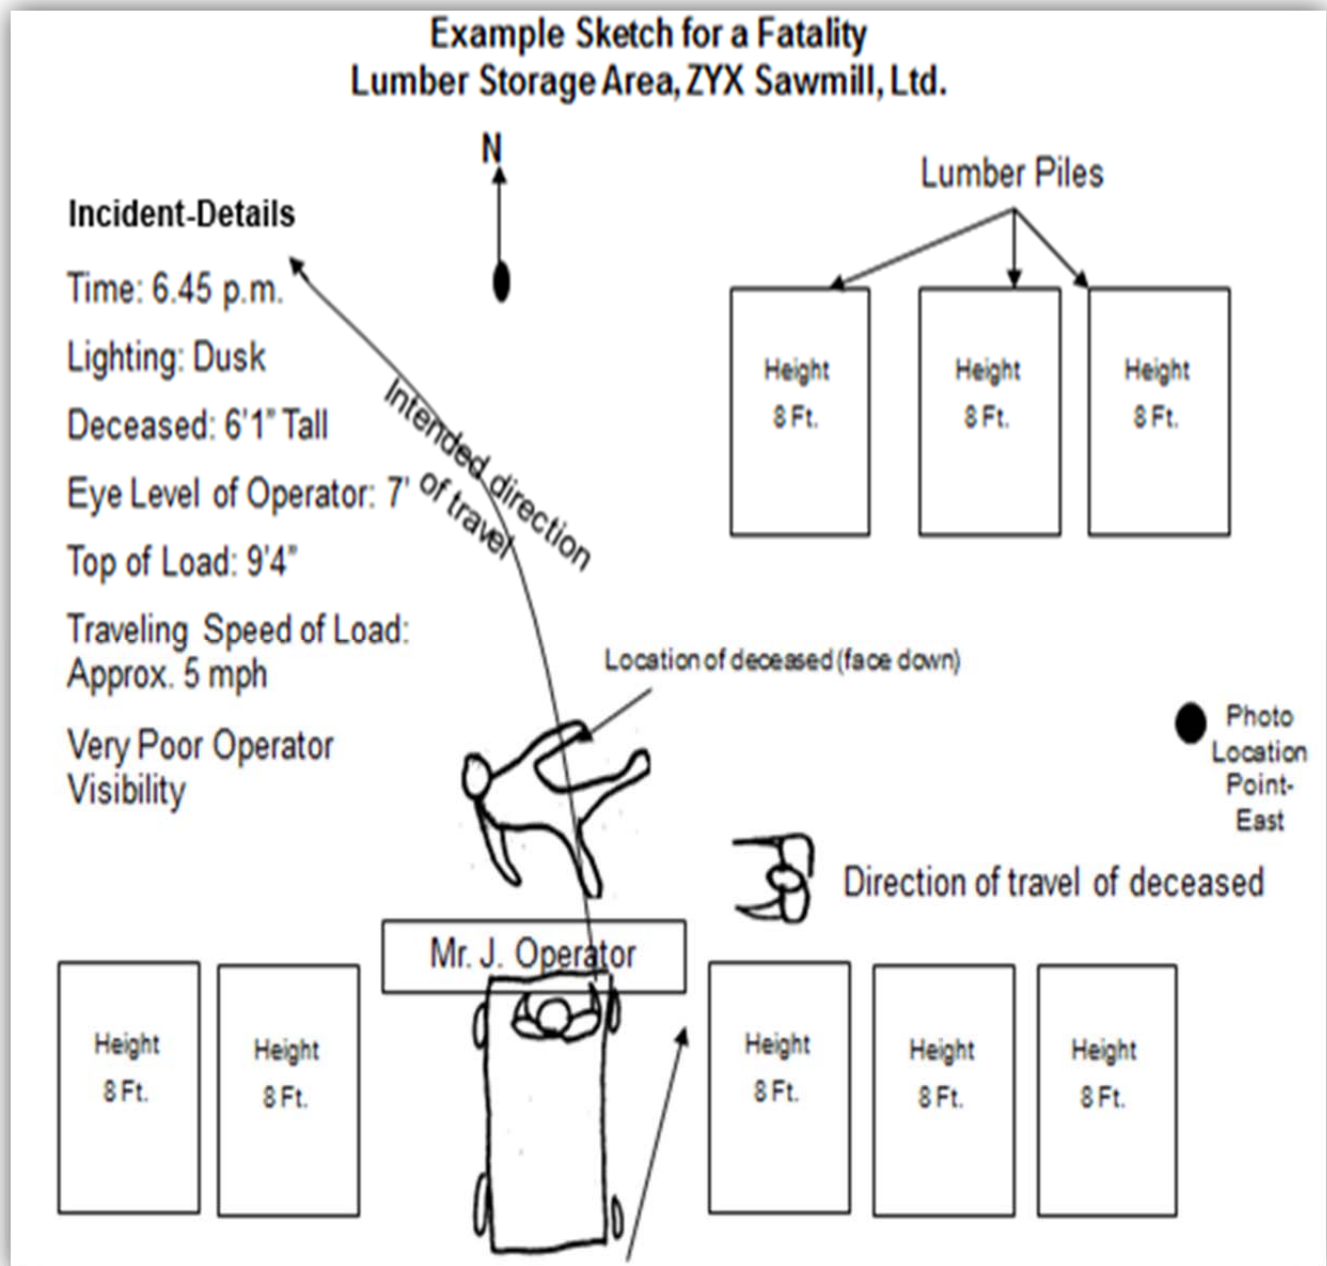 Example Sketch for a Fatality
Lumber Storage Area, ZYX Sawmill, Ltd.
N
Lumber Piles
Incident-Details
Time: 6.45 p.m.
Lighting: Dusk
Deceased: 6'1" Tall
Eye Level of Operator: 7'
Top of Load: 9'4"
Traveling Speed of Load:
Approx. 5 mph
Very Poor Operator
Visibility
Intended direction
of travel
Height
8 Ft.
Height
8 Ft.
Height
8 Ft.
Location of deceased (face down)
Photo
Location
Point-
East
Direction of travel of deceased
Mr. J. Operator
Height
8 Ft.
Height
8 Ft.
Height
8 Ft.
Height
8 Ft.
Height
8 Ft.